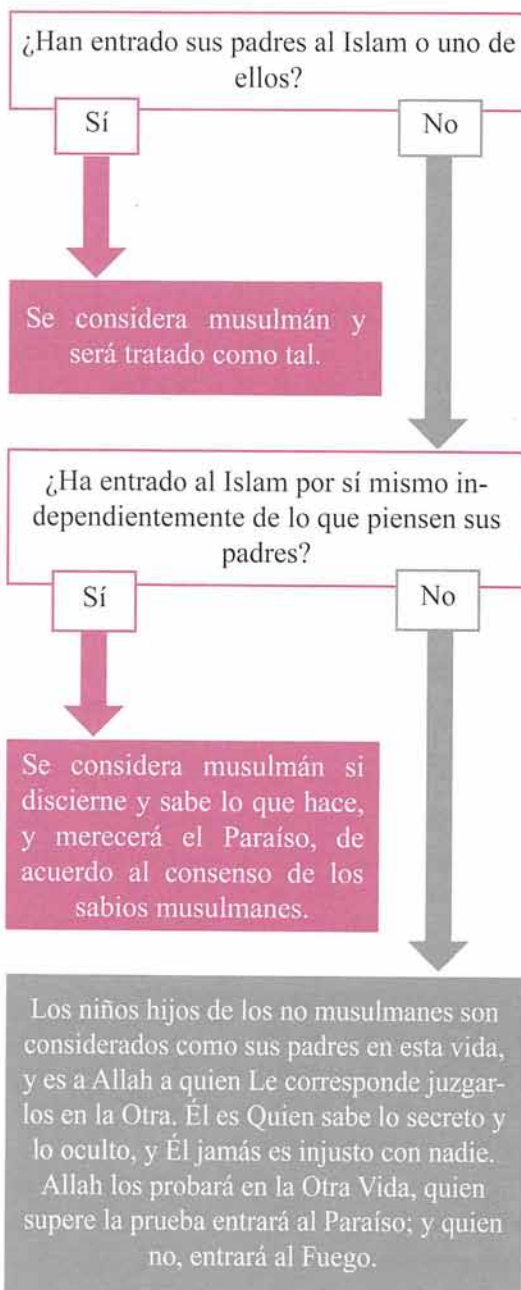 ¿Han entrado sus padres al Islam o uno de
ellos?
Sí
No
Se considera musulmán y
será tratado como tal.
¿Ha entrado al Islam por sí mismo in-
dependientemente de lo que piensen sus
padres?
Sí
No
Se considera musulmán si
discierne y sabe lo que hace,
y merecerá el Paraíso, de
acuerdo al consenso de los
sabios musulmanes.
Los niños hijos de los no musulmanes son
considerados como sus padres en esta vida,
y es a Allah a quien Le corresponde juzgar-
los en la Otra. Él es Quien sabe lo secreto y
lo oculto, y Él jamás es injusto con nadie.
Allah los probará en la Otra Vida, quien
supere la prueba entrará al Paraíso; y quien
no, entrará al Fuego.